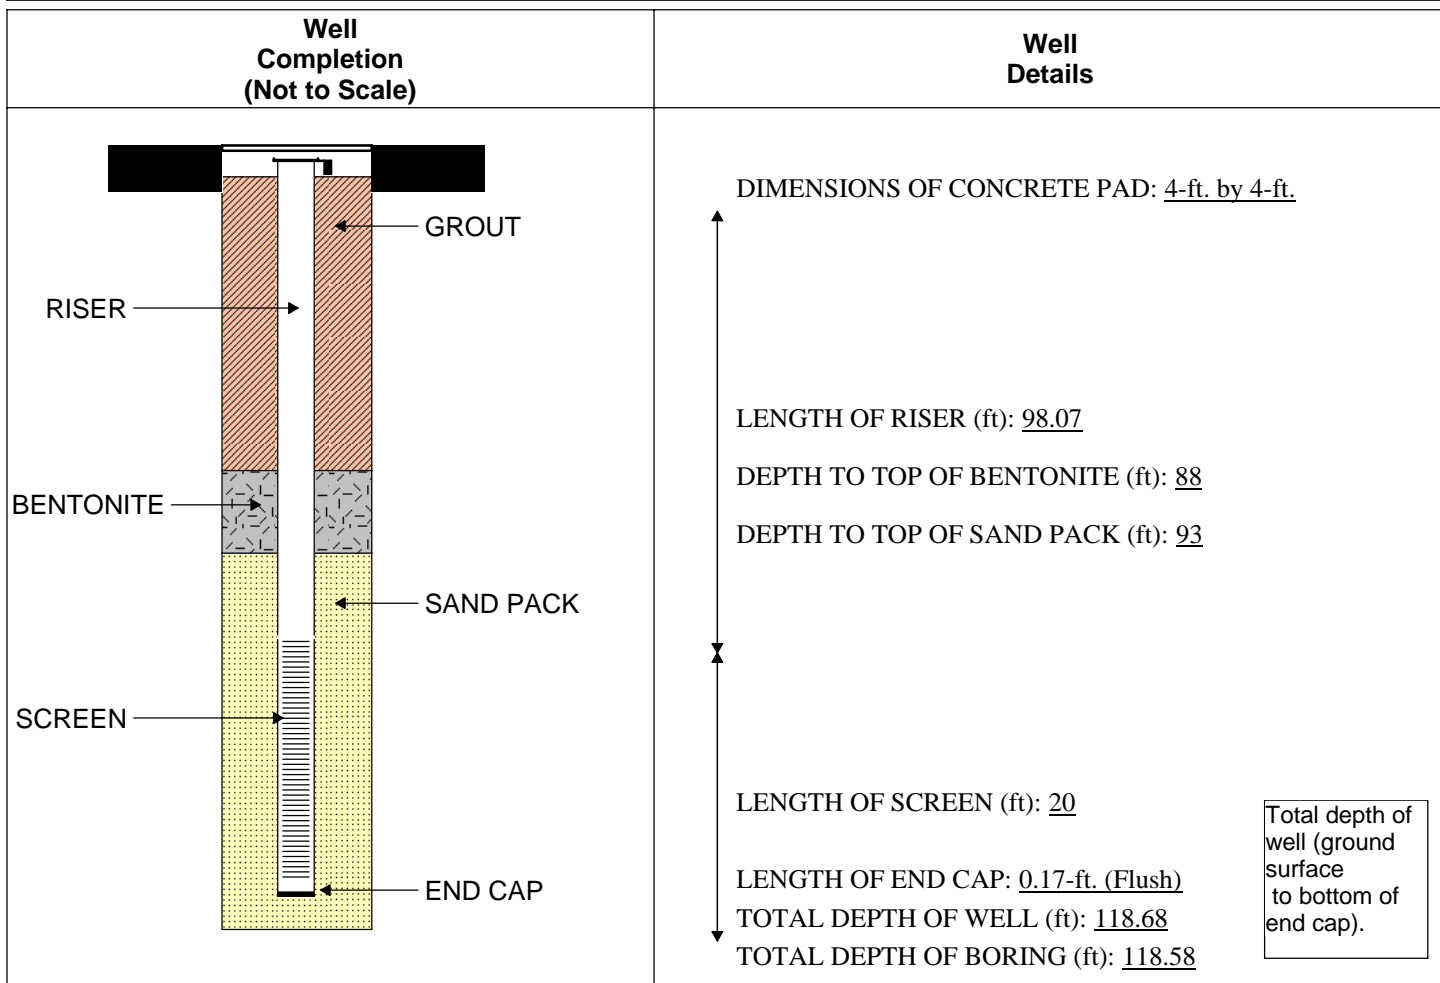 Well
Completion
(Not to Scale)
Well
Details
GROUT
RISER
BENTONITE
SAND PACK
SCREEN
END CAP
DIMENSIONS OF CONCRETE PAD: 4-ft. by 4-ft.
LENGTH OF RISER (ft): 98.07
DEPTH TO TOP OF BENTONITE (ft): 88
DEPTH TO TOP OF SAND PACK (ft): 93
LENGTH OF SCREEN (ft): 20
LENGTH OF END CAP: 0.17-ft. (Flush)
TOTAL DEPTH OF WELL (ft): 118.68
TOTAL DEPTH OF BORING (ft): 118.58
Total depth of
well (ground
surface
to bottom of
end cap).